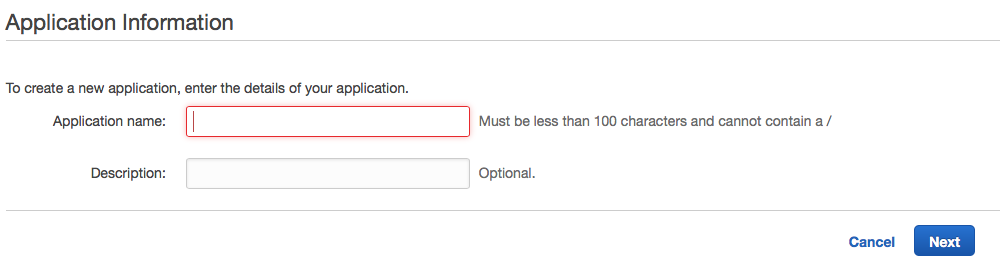 Application Information
To create a new application, enter the details of your application.
Application name: Must be less than 100 characters and cannot contain a /
Description: Optional.
Cancel Next